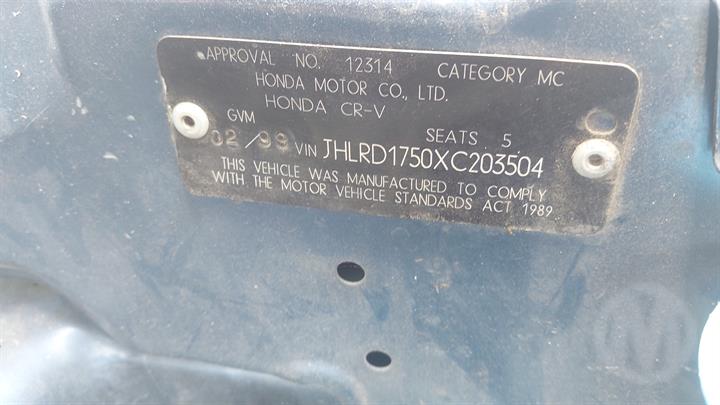 APPROVAL NO. 12314 CATEGORY MC
HONDA MOTOR CO., LTD.
HONDA CR-V
GVM SEATS 5
02/99 VIN JHLRD1750XC203504
THIS VEHICLE WAS MANUFACTURED TO COMPLY
WITH THE MOTOR VEHICLE STANDARDS ACT 1989